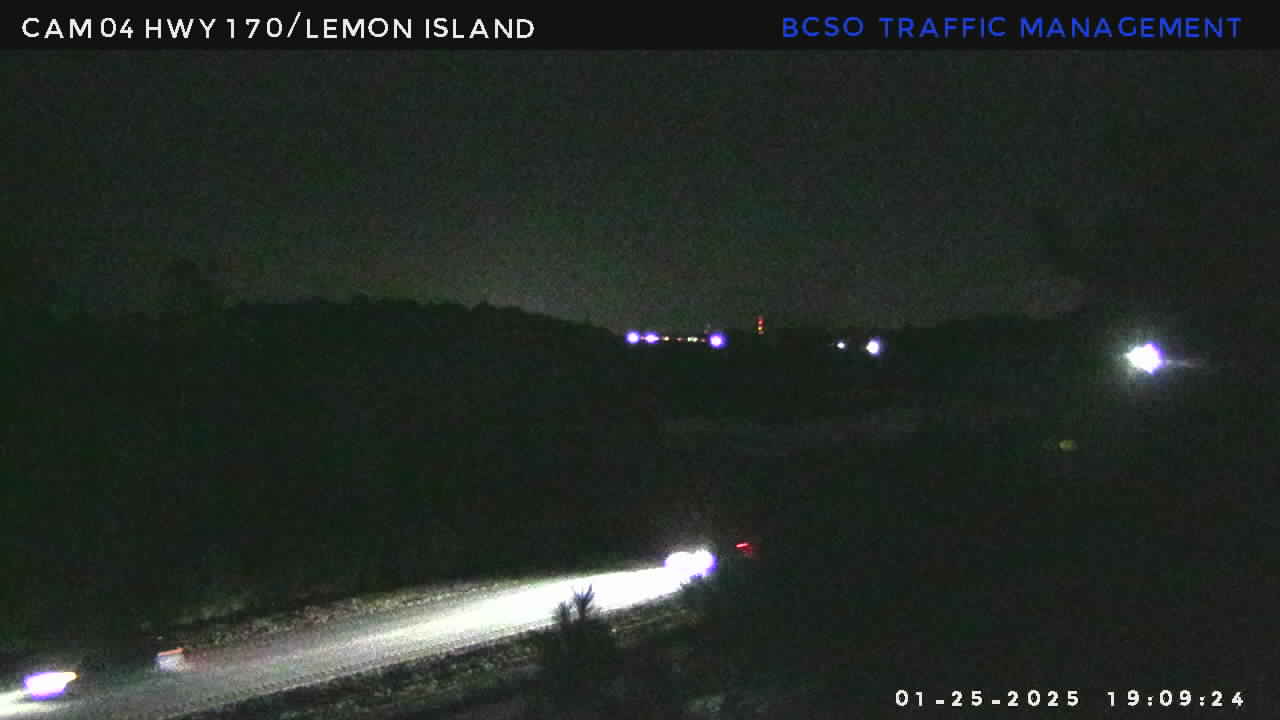 CAM04 HWY 170/LEMON ISLAND
BCSO TRAFFIC MANAGEMENT
01-25-2025 19:09:24